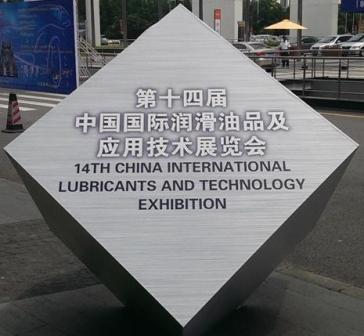 第十四届
中国国际润滑油品及
应用技术展览会
14TH CHINA INTERNATIONAL
LUBRICANTS AND TECHNOLOGY
EXHIBITION